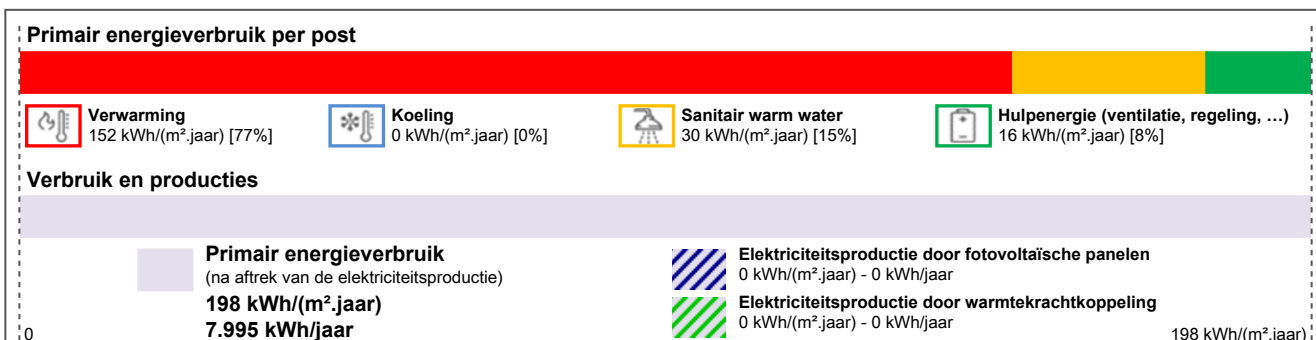 Primair energieverbruik per post
Verwarming
152 kWh/(m².jaar) [77%]
Koeling
0 kWh/(m².jaar) [0%]
Sanitair warm water
30 kWh/(m².jaar) [15%]
Hulpenergie (ventilatie, regeling, …)
16 kWh/(m².jaar) [8%]
Verbruik en producties
Primair energieverbruik
(na aftrek van de elektriciteitsproductie)
198 kWh/(m².jaar)
7.995 kWh/jaar
Elektriciteitsproductie door fotovoltaïsche panelen
0 kWh/(m².jaar) - 0 kWh/jaar
Elektriciteitsproductie door warmtekrachtkoppeling
0 kWh/(m².jaar) - 0 kWh/jaar
0
198 kWh/(m².jaar)